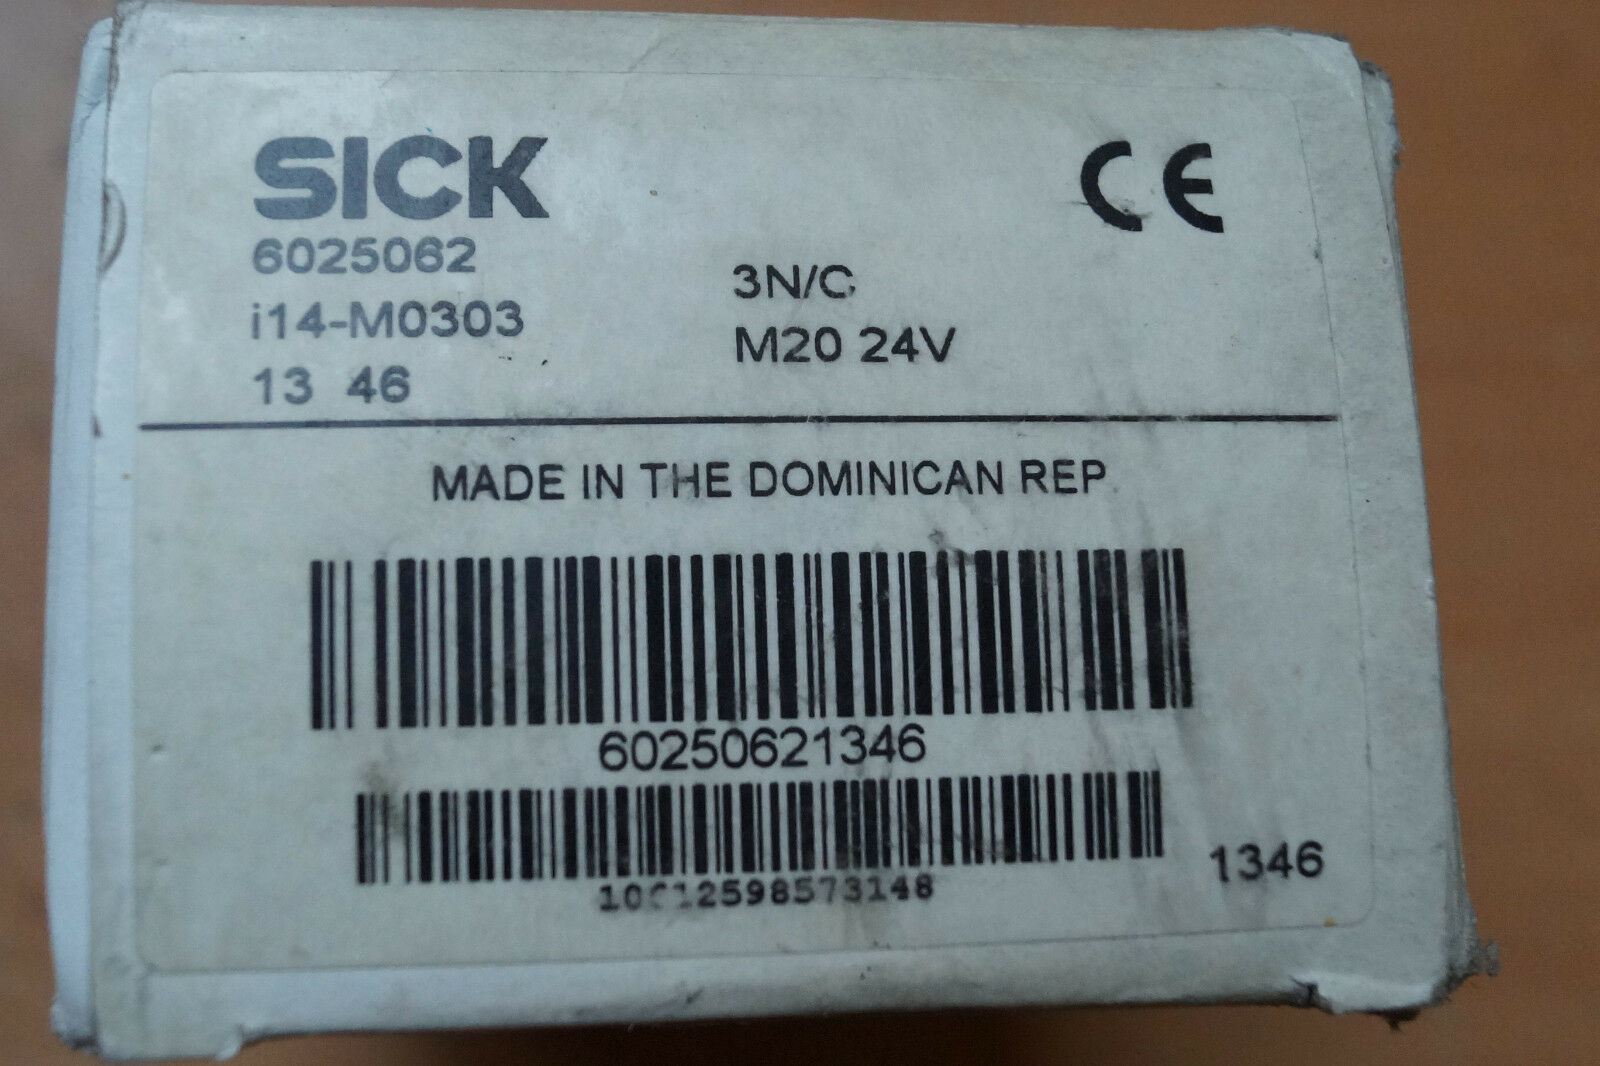 SICK
CE
6025062
3N/C
i14-M0303
M20 24V
13 46
MADE IN THE DOMINICAN REP
60250621346
1346